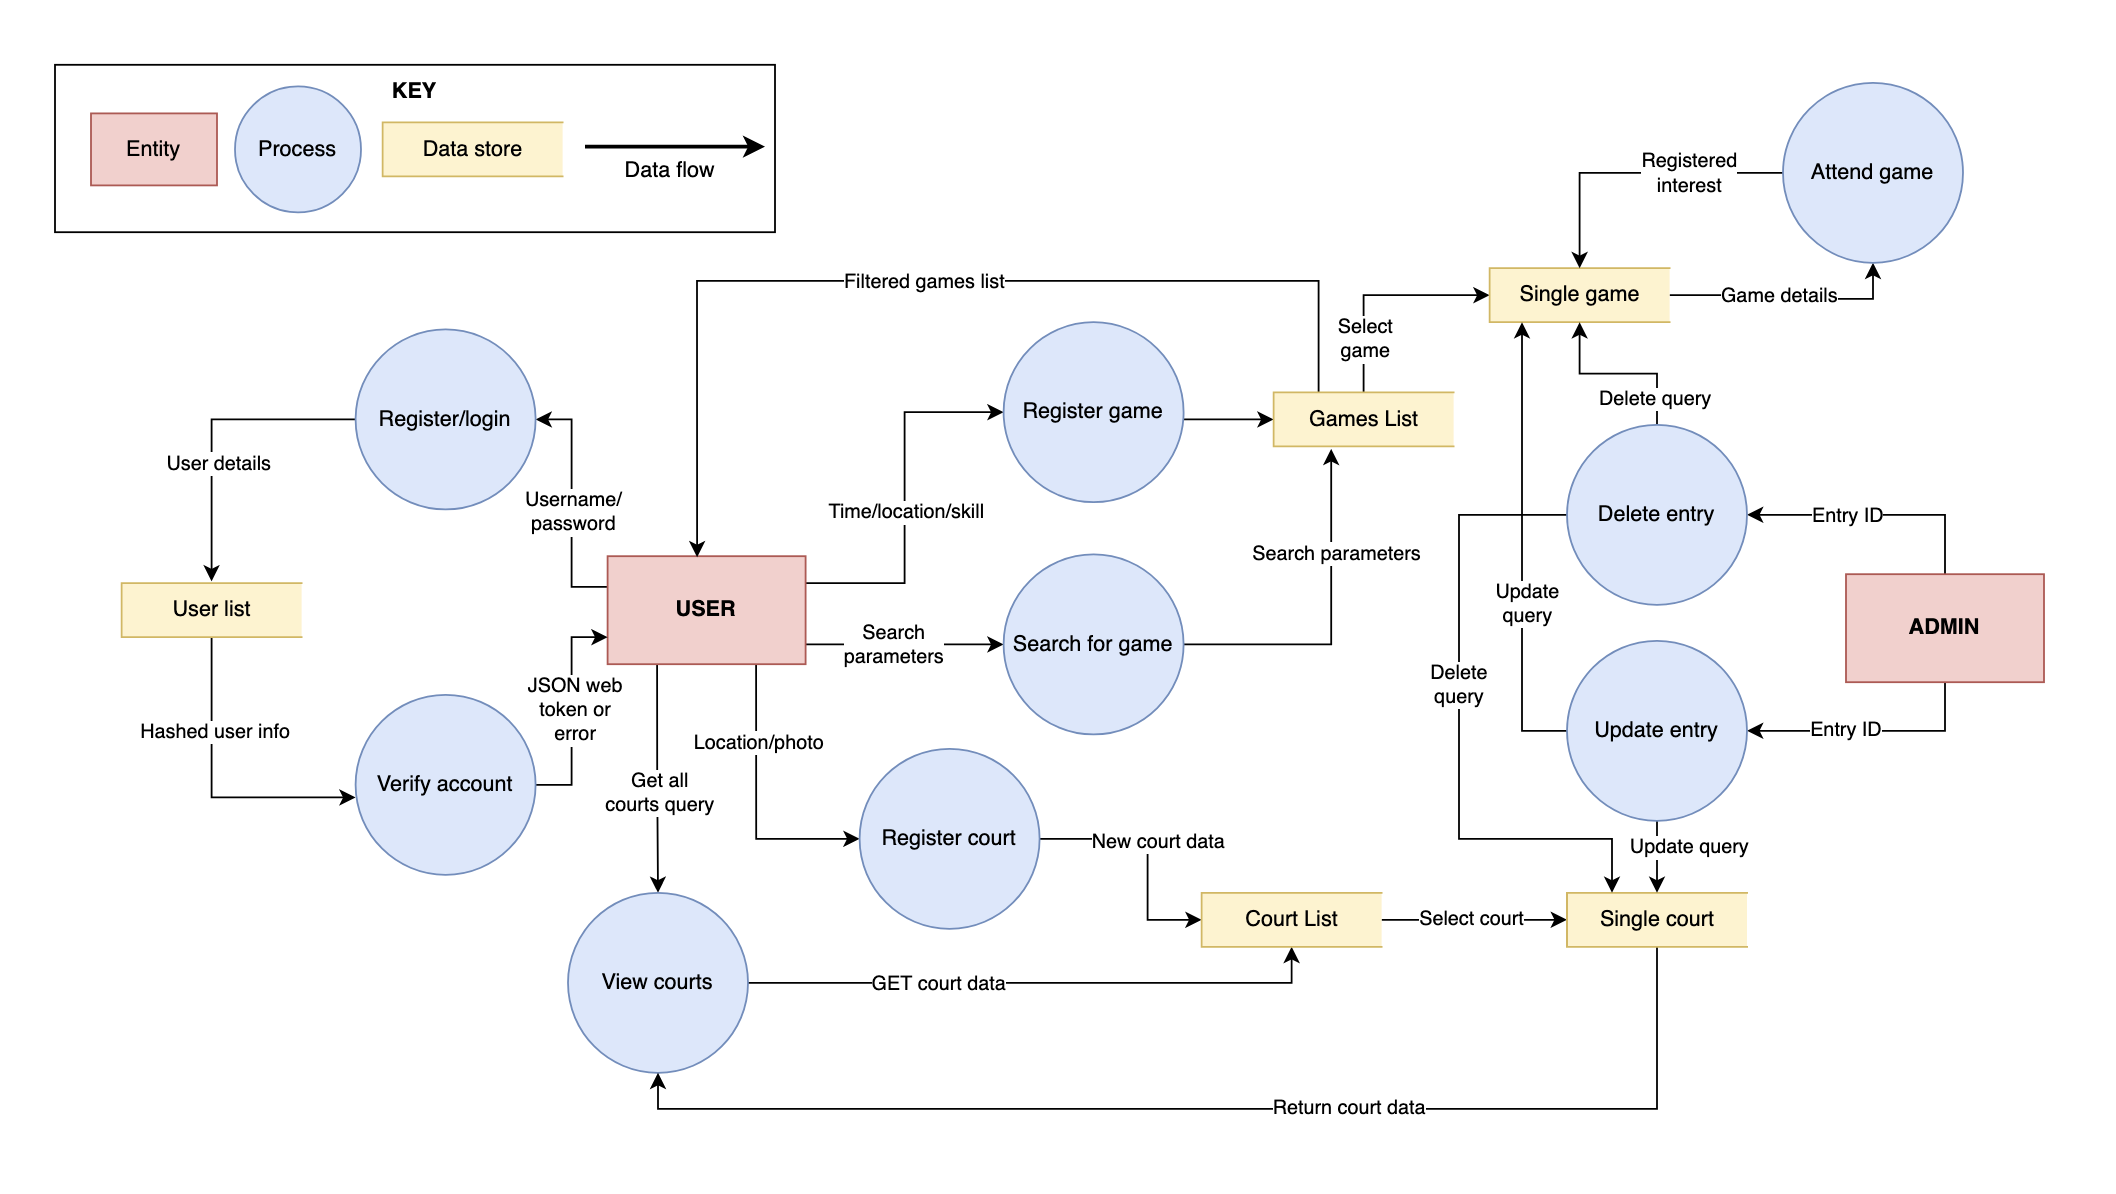 KEY
Entity
Process
Data store
Data flow
Registered
interest
Attend game
Filtered games list
Single game
Game details
Select
game
Register/login
Register game
Games List
Delete query
User details
Username/
password
Time/location/skill
Delete entry
Entry ID
Search parameters
User list
USER
Update
query
ADMIN
Search
parameters
Search for game
JSON web
token or
error
Delete
query
Hashed user info
Location/photo
Update entry
Entry ID
Verify account
Get all
courts query
Register court
New court data
Update query
Court List
Select court
Single court
View courts
GET court data
Return court data